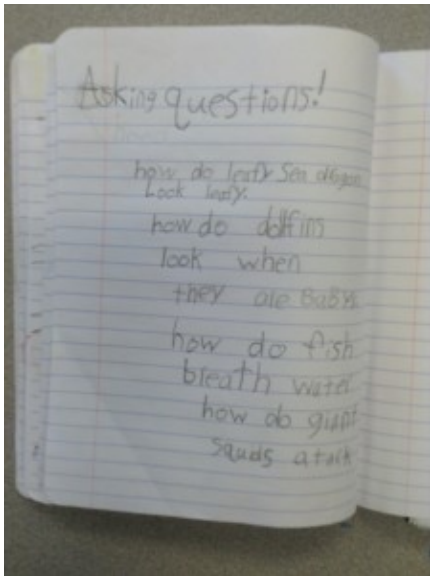 Asking questions!
how do leafy Sea dragon
Look leafy.
how do dolfins
look when
they are BaBys
how do fish
breath water
how do giant
squds atack